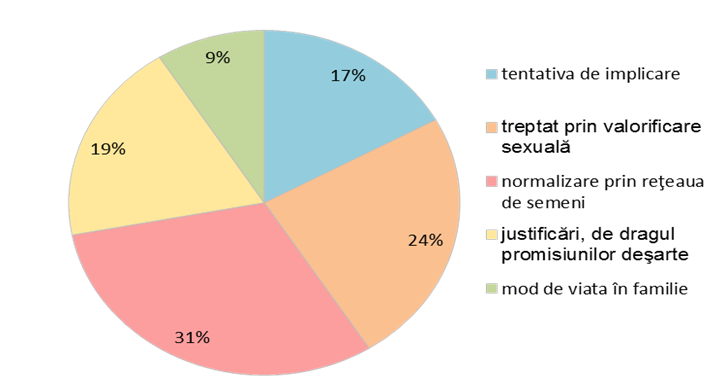 9%
17%
19%
24%
31%
tentativa de implicare
treptat prin valorificare
sexuală
normalizare prin reţeaua
de semeni
justificări, de dragul
promisiunilor deşarte
mod de viata în familie